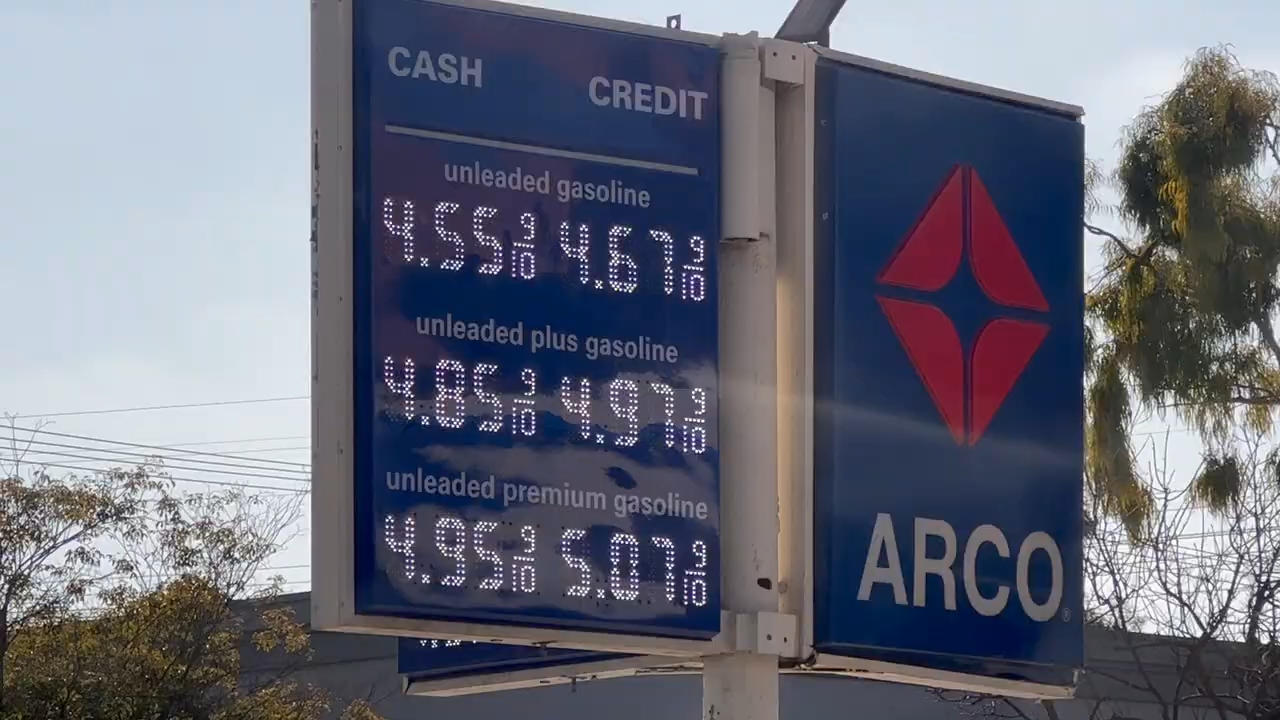 CASH CREDIT
unleaded gasoline
4.55 9/10 4.67 9/10
unleaded plus gasoline
4.85 9/10 4.97 9/10
unleaded premium gasoline
4.95 9/10 5.07 9/10
ARCO®